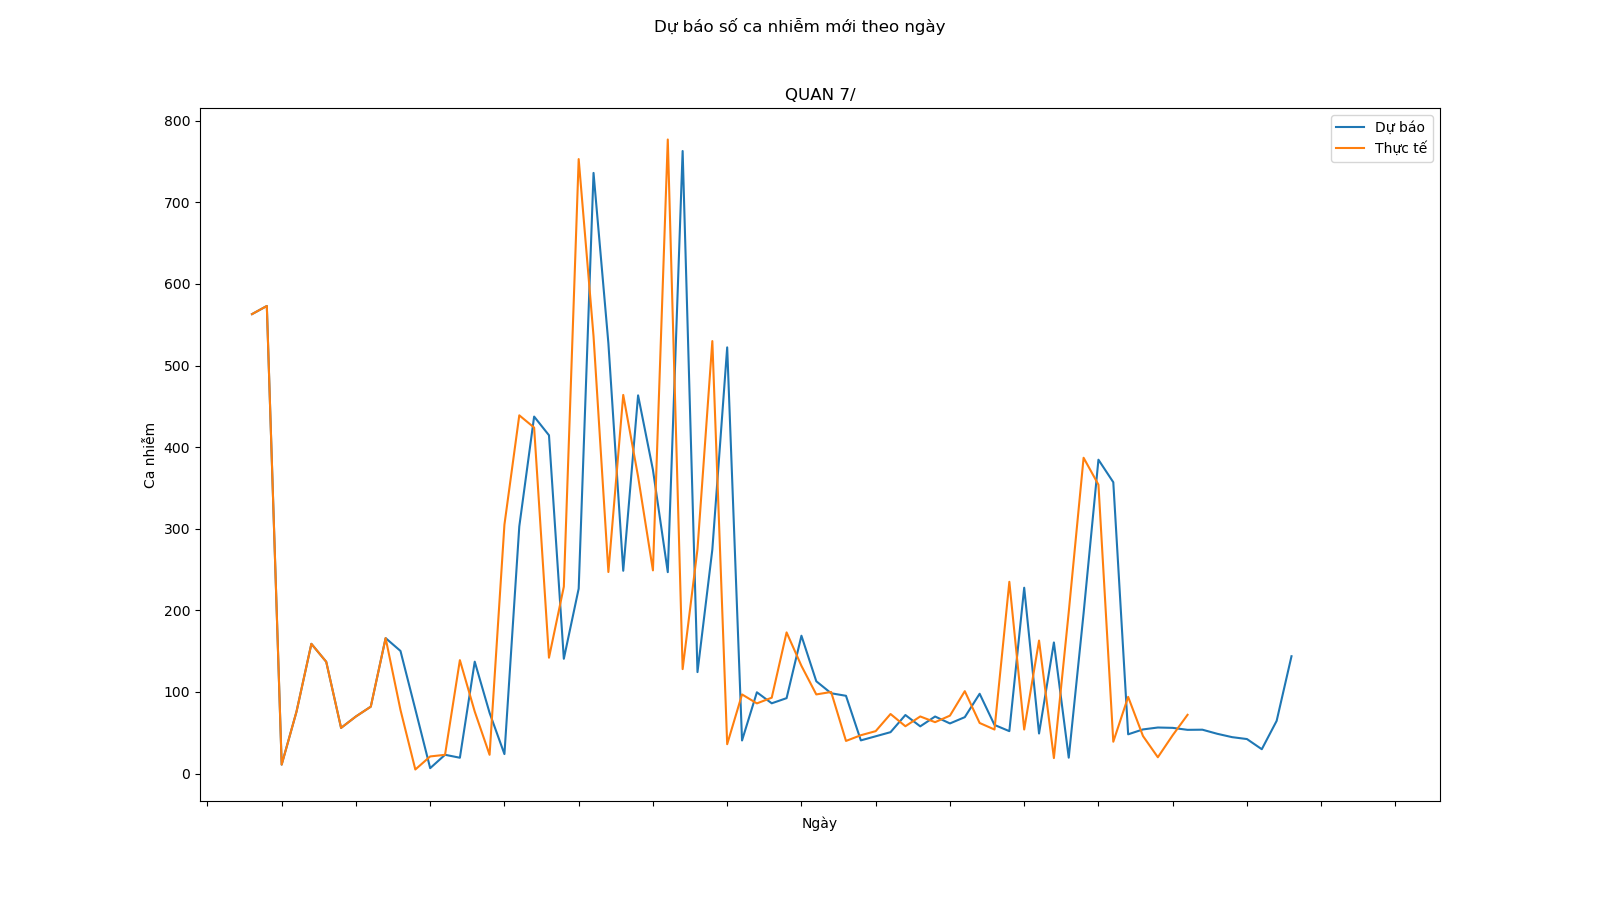 Dự báo số ca nhiễm mới theo ngày
QUAN 7/
800
700
600
500
400
300
200
100
0
Ca nhiễm
Ngày
Dự báo
Thực tế